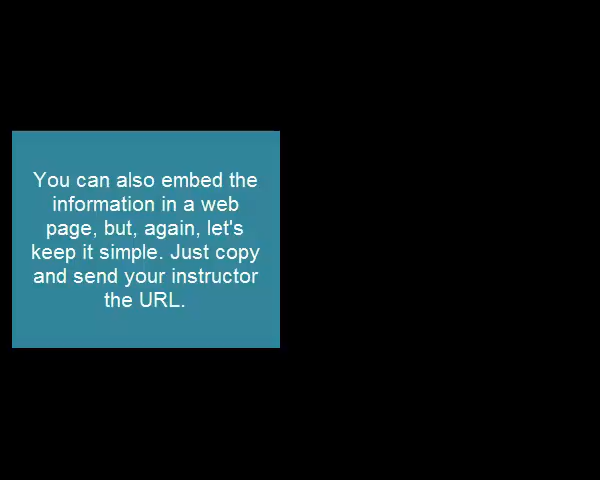 You can also embed the
information in a web
page, but, again, let's
keep it simple. Just copy
and send your instructor
the URL.